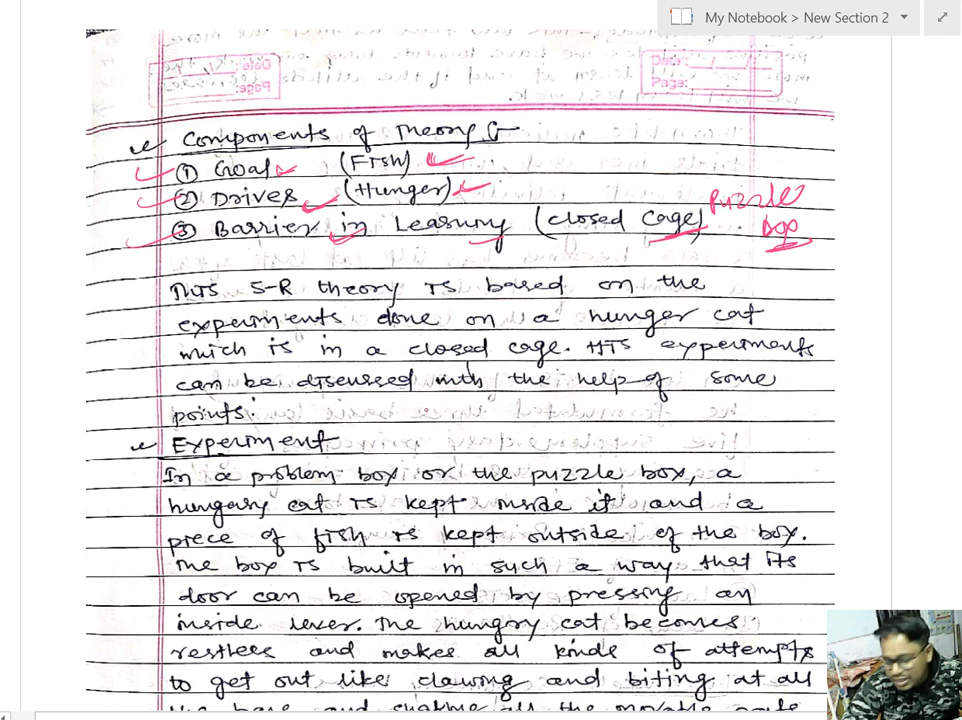 My Notebook > New Section 2
Date:
Page:
Components of Theory :-
① Goal (Fish)
② Drives (Hunger)
③ Barrier in Learning (closed cage) Puzzle
Box
This S-R theory is based on the
experiments done on a hunger cat
which is in a closed cage. His experiments
can be discussed with the help of some
points.
Experiment
In a problem box or the puzzle box, a
hungary cat is kept inside it and a
piece of fish is kept outside of the box.
The box is built in such a way that its
door can be opened by pressing an
inside lever. The hungry cat becomes
restless and makes all kinds of attempts
to get out like clawing and biting at all